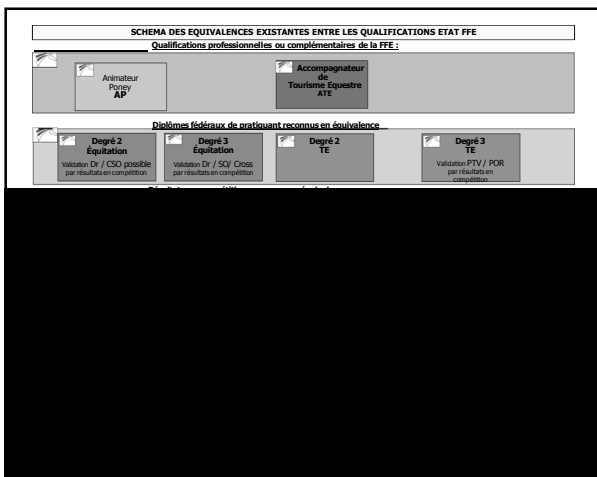 SCHEMA DES EQUIVALENCES EXISTANTES ENTRE LES QUALIFICATIONS ETAT FFE
Qualifications professionnelles ou complémentaires de la FFE :
Animateur
Poney
AP
Accompagnateur
de
Tourisme Equestre
ATE
Diplômes fédéraux de pratiquant reconnus en équivalence
Degré 2
Équitation
Validation Dr / CSO possible
par résultats en compétition
Degré 3
Équitation
Validation Dr / SO/ Cross
par résultats en compétition
Degré 2
TE
Degré 3
TE
Validation PTV / POR
par résultats en
compétition